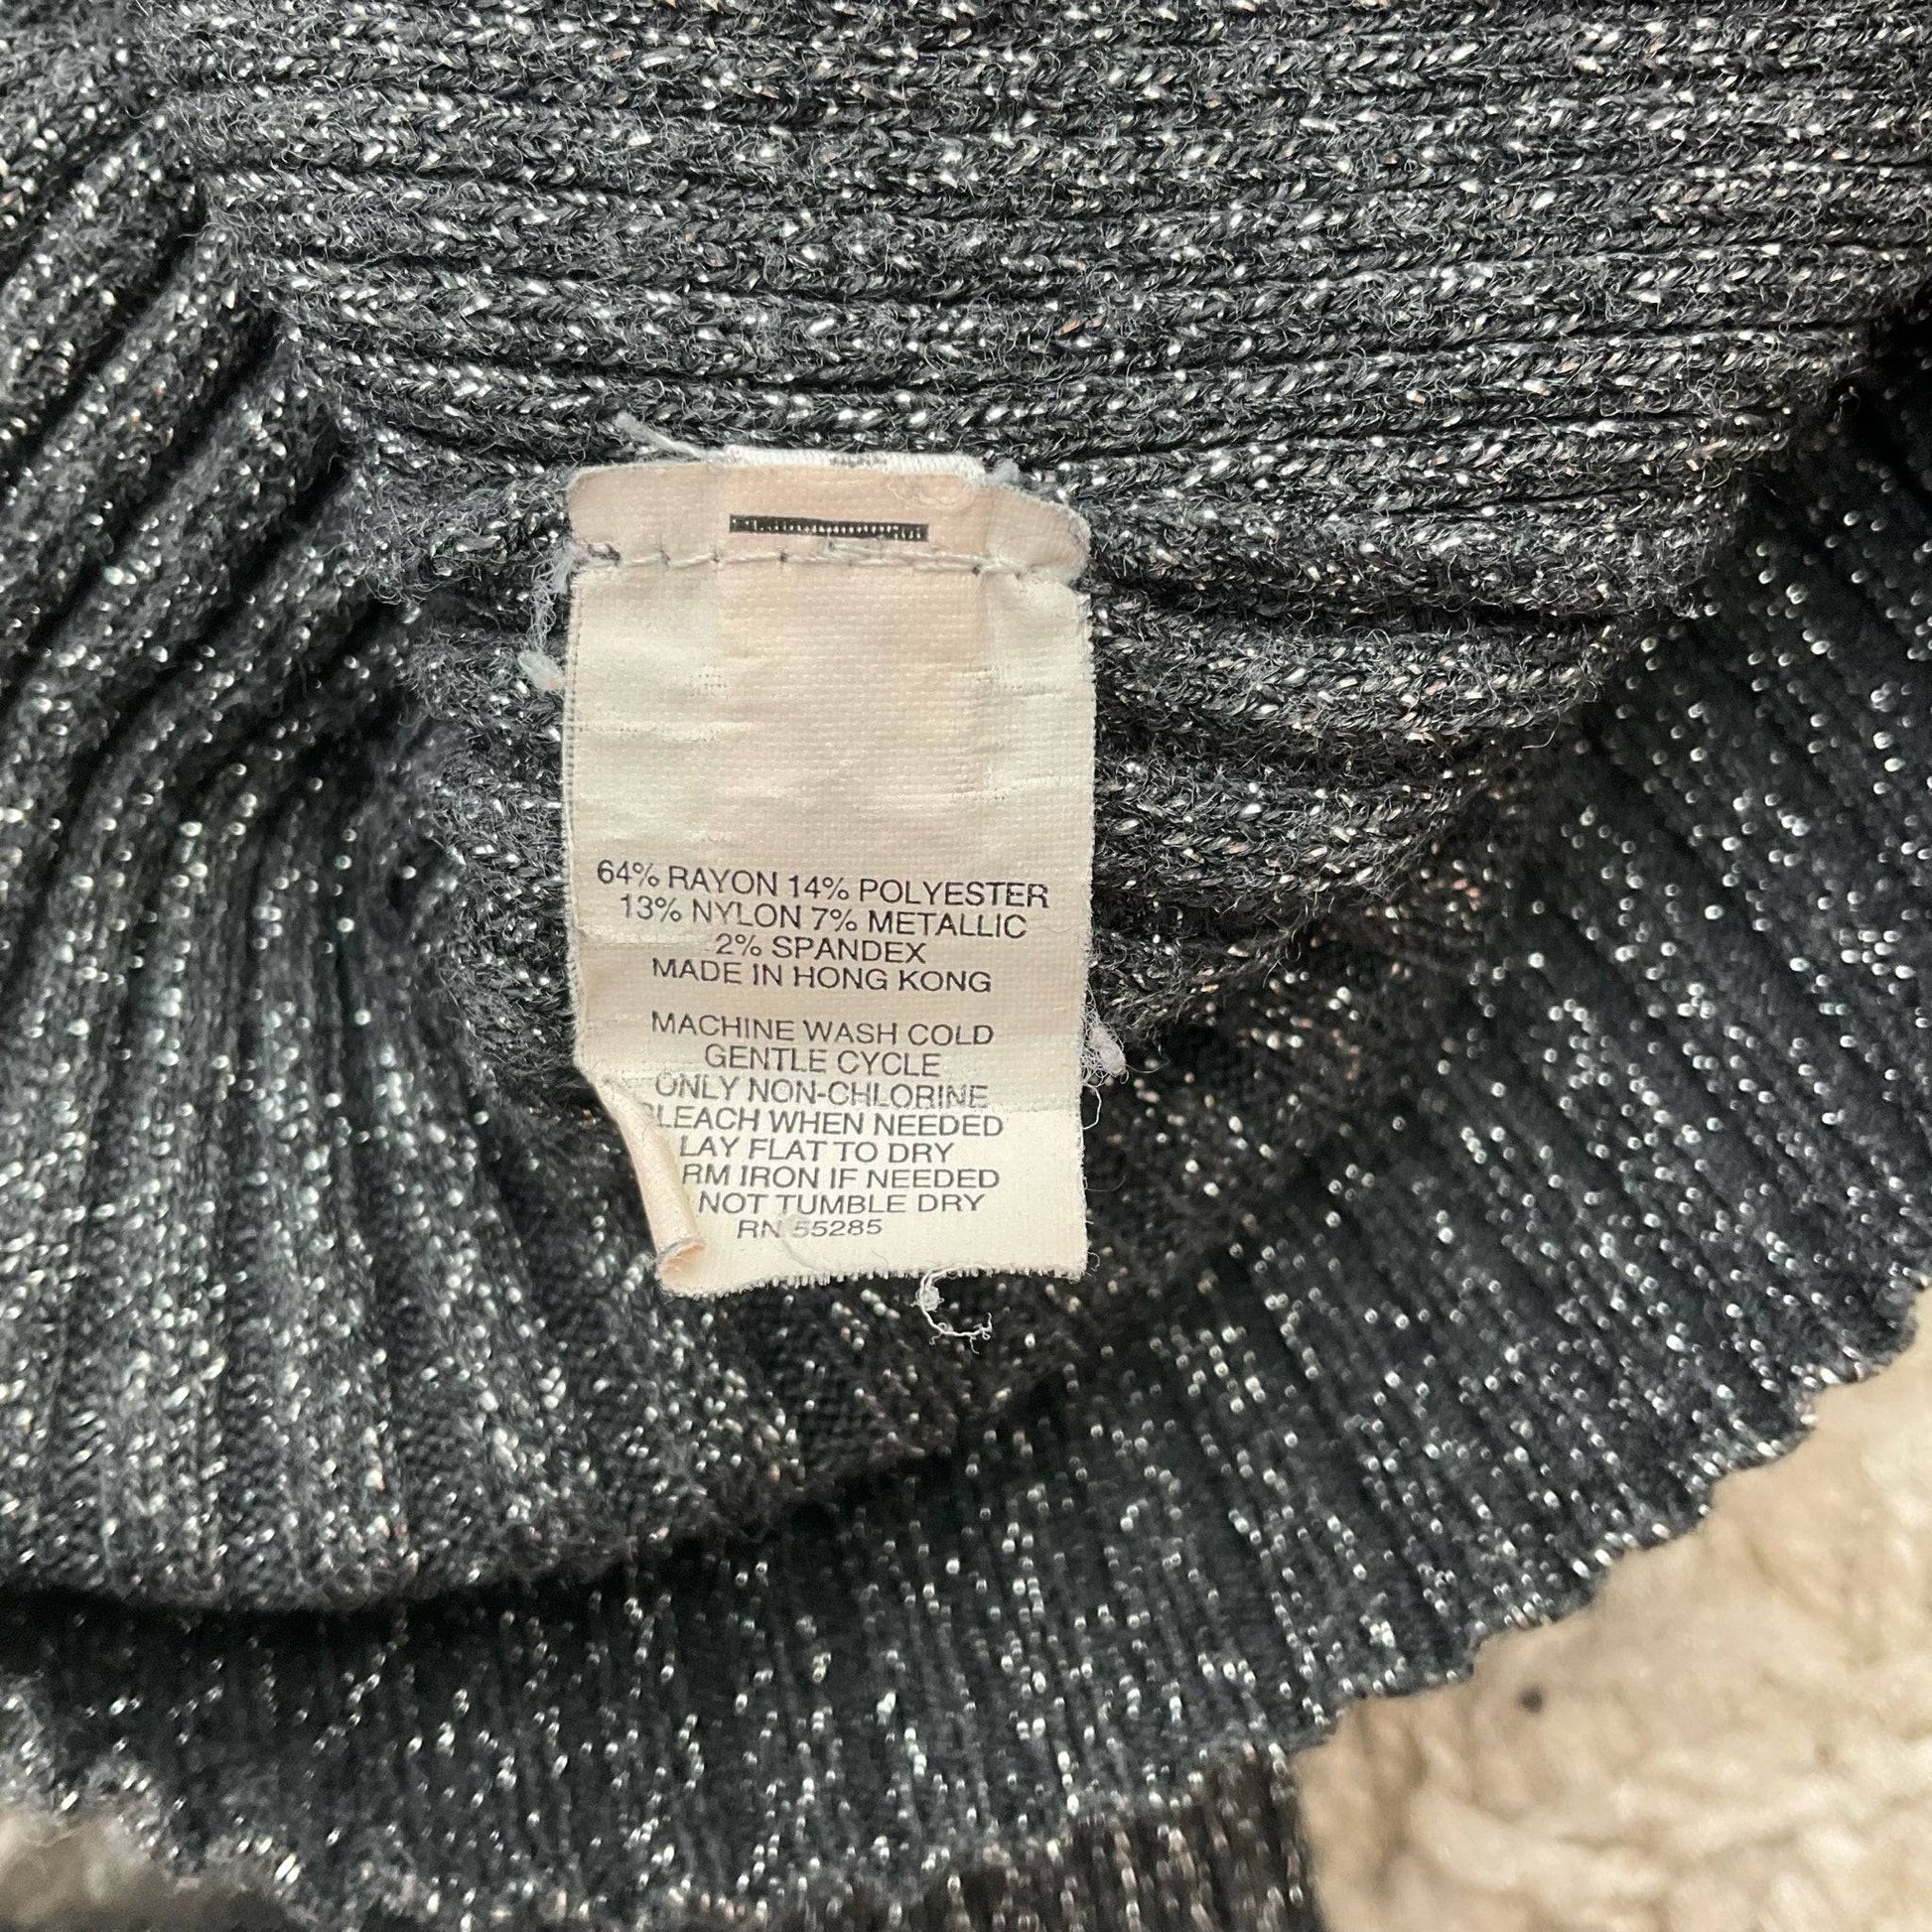 64% RAYON 14% POLYESTER
13% NYLON 7% METALLIC
2% SPANDEX
MADE IN HONG KONG
MACHINE WASH COLD
GENTLE CYCLE
ONLY NON-CHLORINE
LEACH WHEN NEEDED
LAY FLAT TO DRY
RM IRON IF NEEDED
NOT TUMBLE DRY
RN 55285